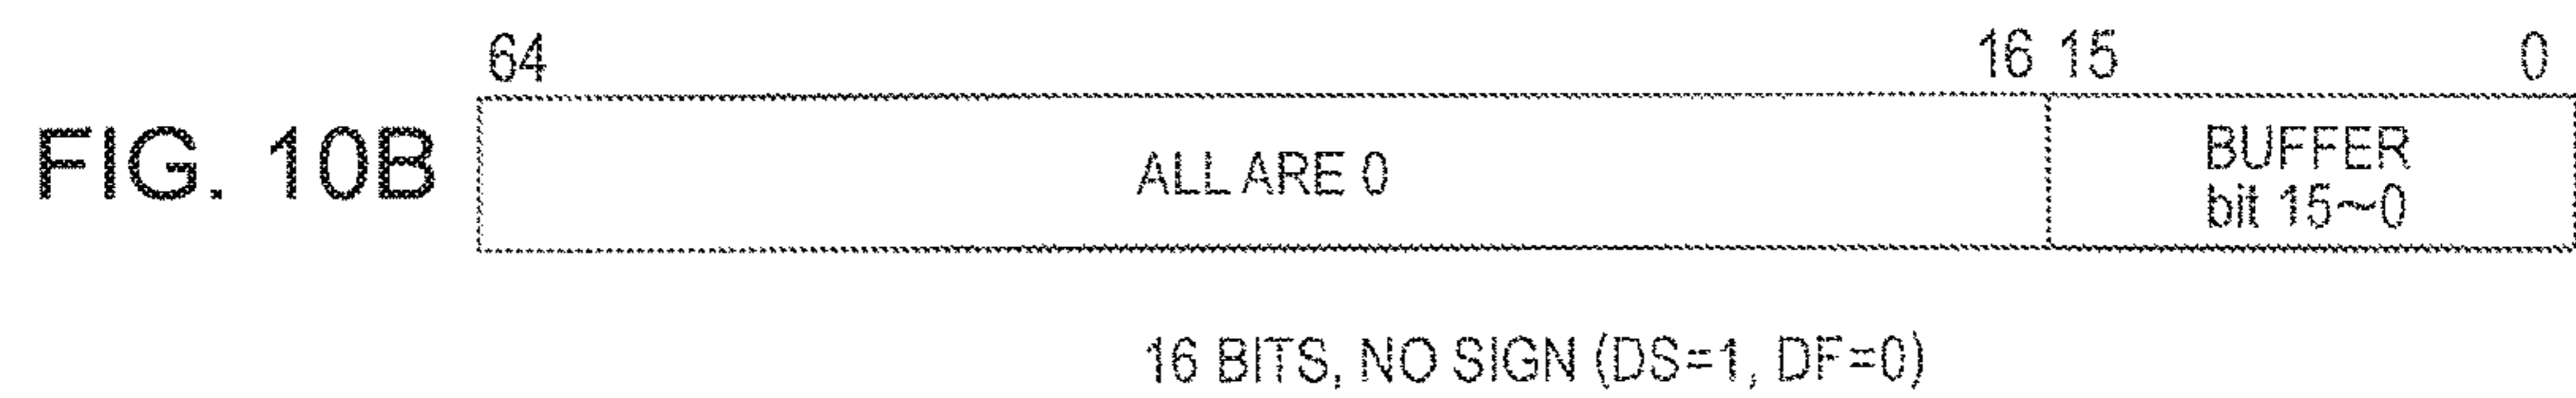 64 16 15 0
FIG. 10B
ALL ARE 0
BUFFER
bit 15~0
16 BITS, NO SIGN (DS=1, DF=0)